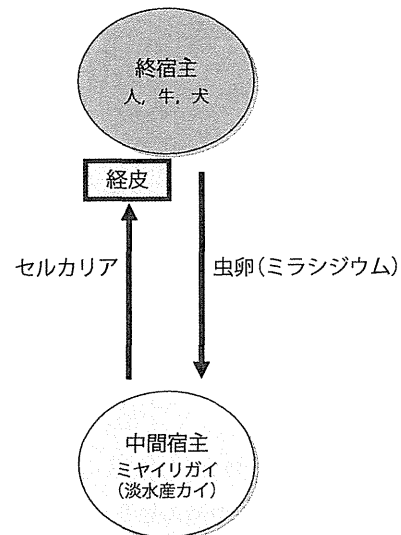 終宿主
人, 牛, 犬
経皮
セルカリア
虫卵(ミラシジウム)
中間宿主
ミヤイリガイ
(淡水産カイ)